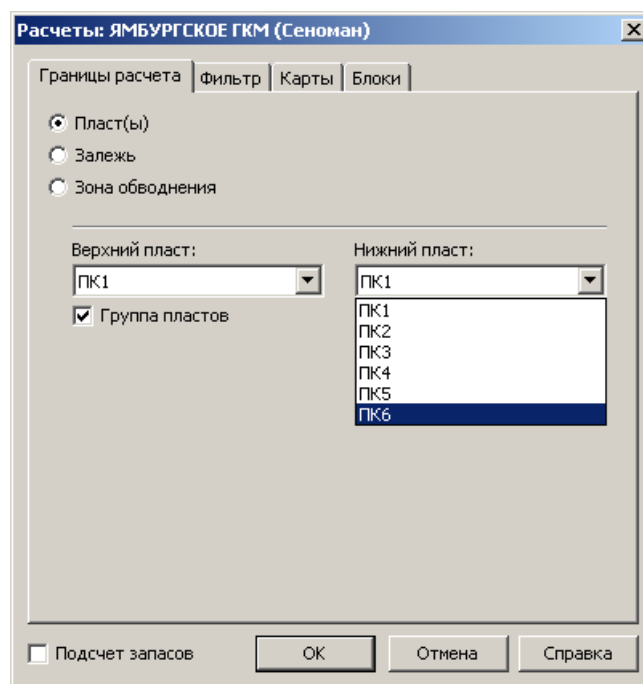 Расчеты: ЯМБУРГСКОЕ ГКМ (Сеноман)
Границы расчета Фильтр Карты Блоки
Пласт(ы)
Залежь
Зона обводнения
Верхний пласт: Нижний пласт:
ПК1 ПК1
Группа пластов ПК1
ПК2
ПК3
ПК4
ПК5
ПК6
Подсчет запасов OK Отмена Справка